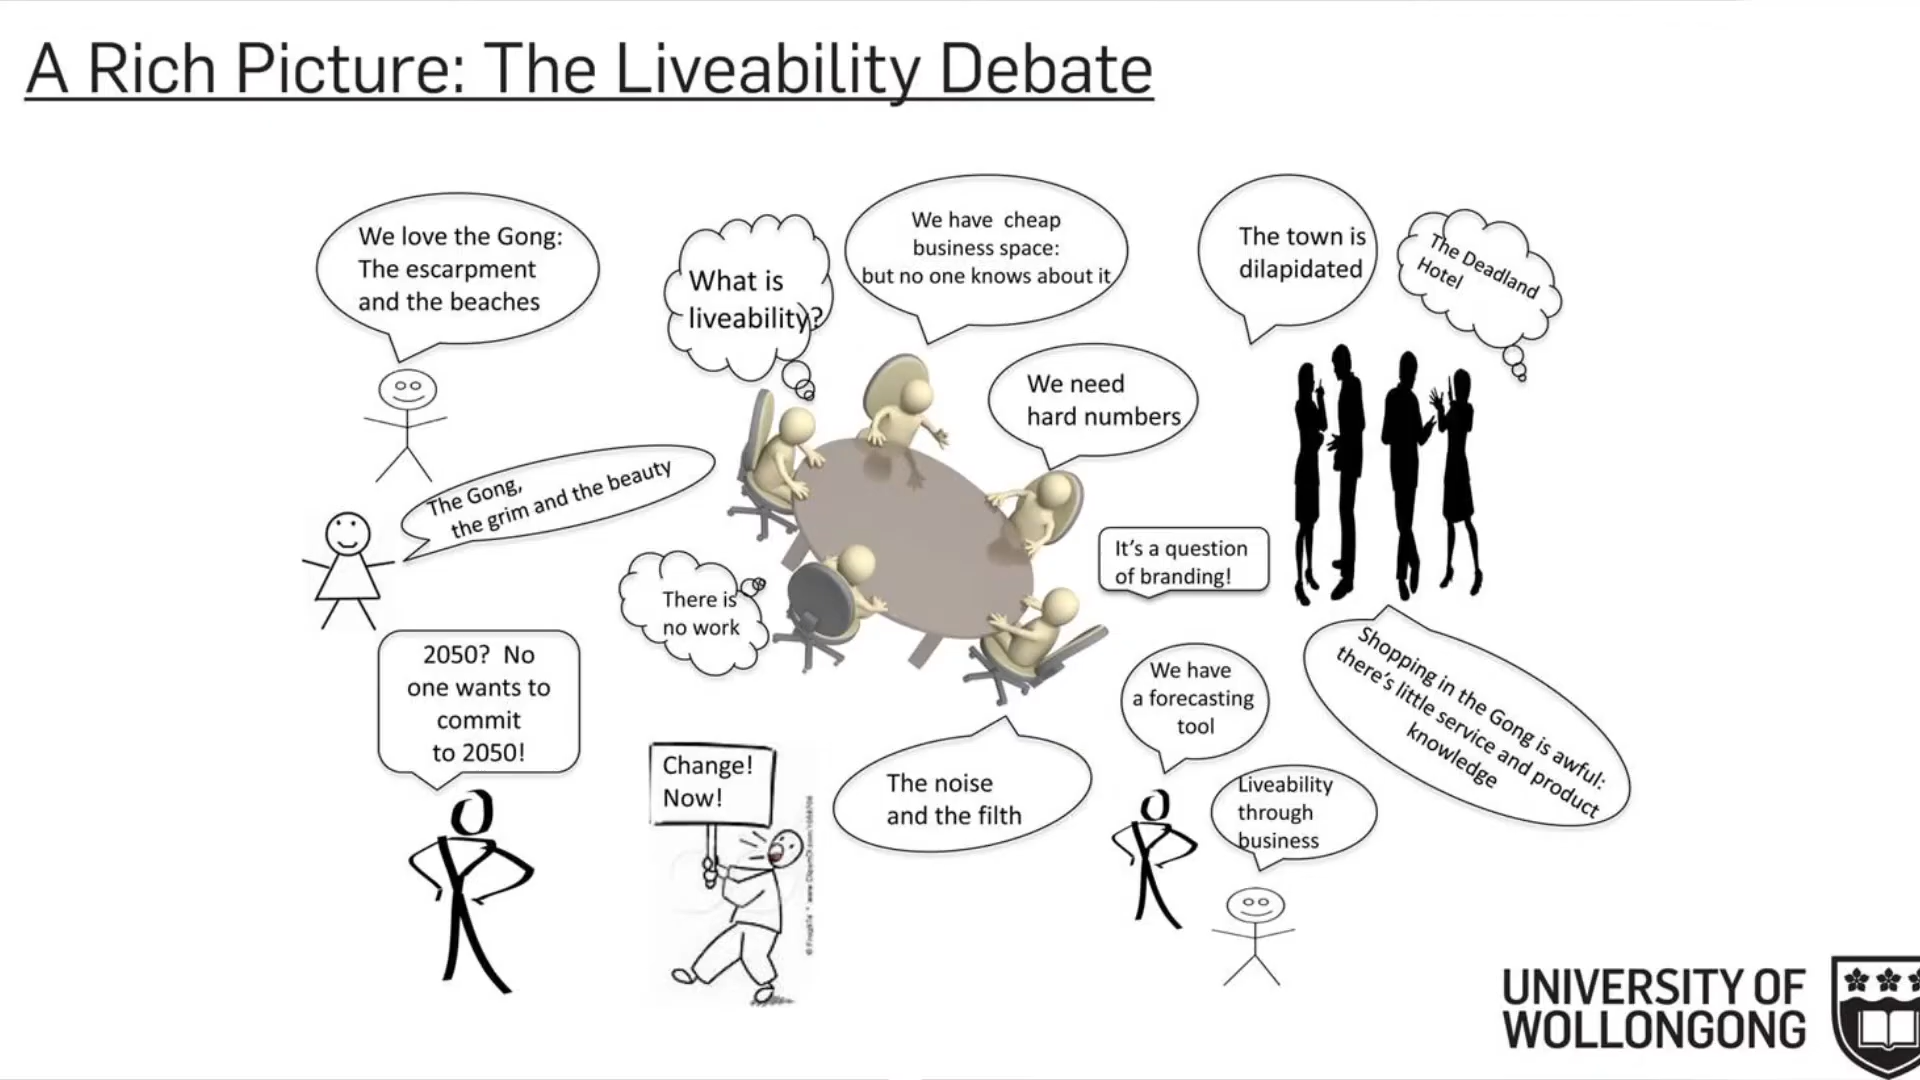 A Rich Picture: The Liveability Debate
We love the Gong:
The escarpment
and the beaches
What is
liveability?
We have cheap
business space:
but no one knows about it
The town is
dilapidated
The Deadland
Hotel
We need
hard numbers
The Gong,
the grim and the beauty
It's a question
of branding!
There is
no work
2050? No
one wants to
commit
to 2050!
We have
a forecasting
tool
Shopping in the Gong is awful:
there's little service and product
knowledge
Change!
Now!
The noise
and the filth
Liveability
through
business
UNIVERSITY OF
WOLLONGONG